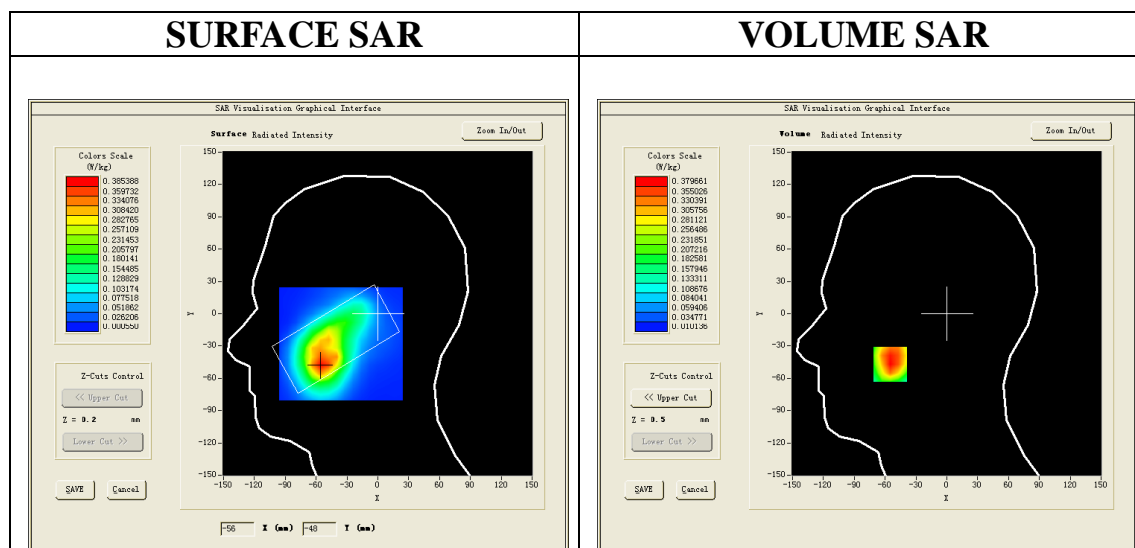 SURFACE SAR
VOLUME SAR
SAR Visualisation Graphical Interface
Surface Radiated Intensity
Zoom In/Out
Colors Scale
(W/kg)
0.385388
0.359732
0.334076
0.308420
0.282765
0.257109
0.231453
0.205797
0.180141
0.154485
0.128829
0.103174
0.077518
0.051862
0.026206
0.000550
150
120
90
60
30
0
-30
-60
-90
-120
-150
Y
-150 -120 -90 -60 -30 0 30 60 90 120 150
X
Z-Cuts Control
<< Upper Cut
Z = 0.2 mm
Lower Cut >>
SAVE Cancel
-56 X (mm) -48 Y (mm)
SAR Visualisation Graphical Interface
Volume Radiated Intensity
Zoom In/Out
Colors Scale
(W/kg)
0.379661
0.355026
0.330391
0.305756
0.281121
0.256486
0.231851
0.207216
0.182581
0.157946
0.133311
0.108676
0.084041
0.059406
0.034771
0.010136
150
120
90
60
30
0
-30
-60
-90
-120
-150
Y
-150 -120 -90 -60 -30 0 30 60 90 120 150
X
Z-Cuts Control
<< Upper Cut
Z = 0.5 mm
Lower Cut >>
SAVE Cancel